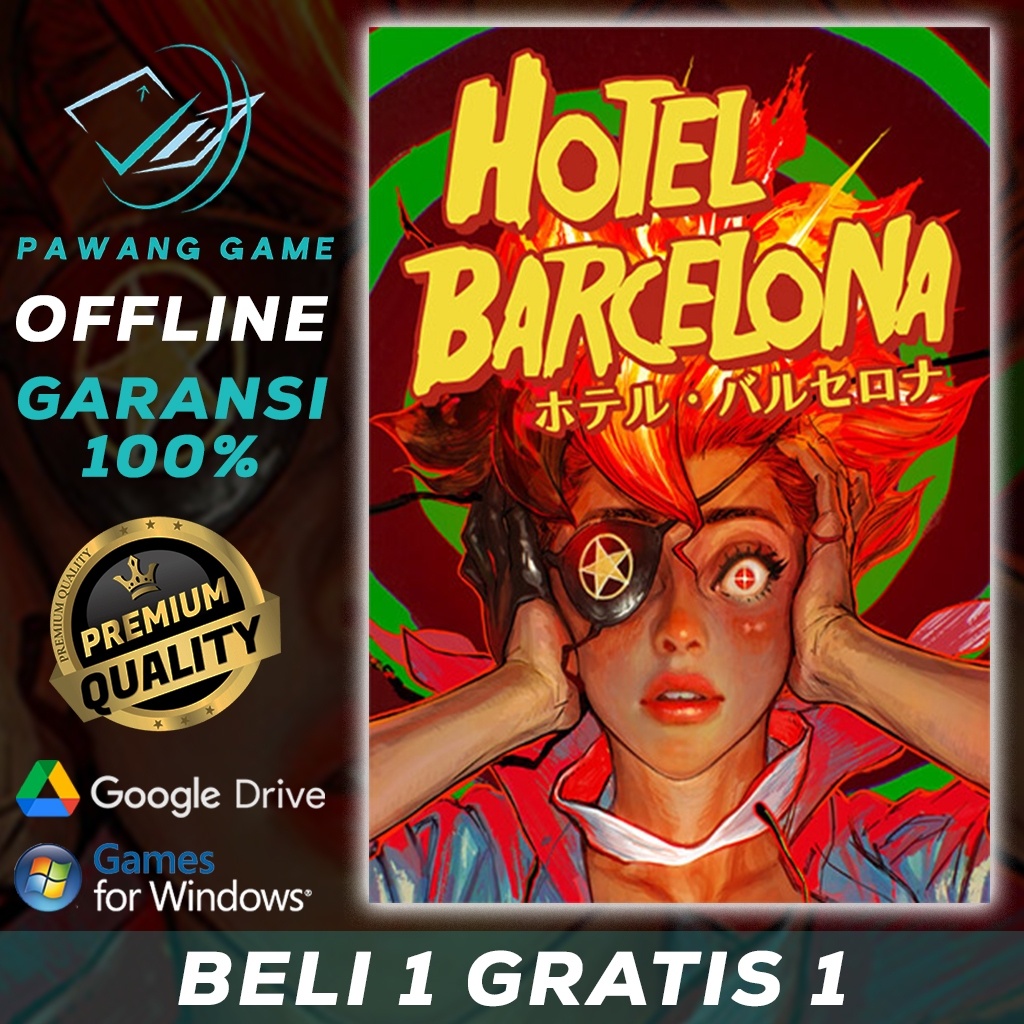 PAWANG GAME
OFFLINE
GARANSI
100%
PREMIUM QUALITY
PREMIUM
QUALITY
Google Drive
Games
for Windows®
HOTEL
BARCELONA
ホテル・バルセロナ
BELI 1 GRATIS 1